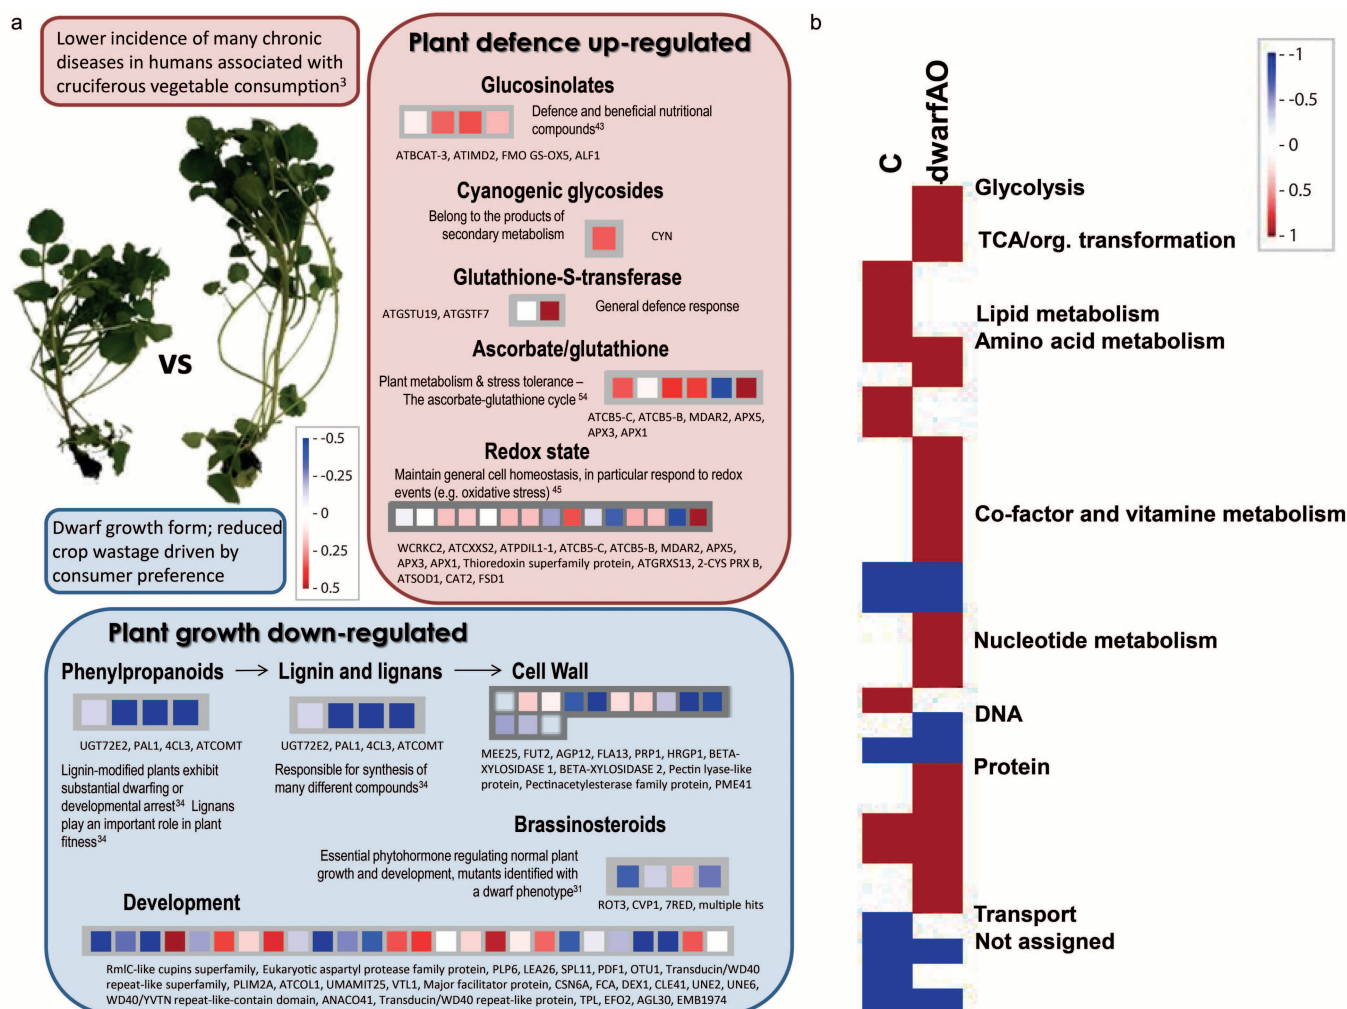 a
Lower incidence of many chronic
diseases in humans associated with
cruciferous vegetable consumption3
VS
- -0.5
-0.25
- 0
- 0.25
- 0.5
Dwarf growth form; reduced
crop wastage driven by
consumer preference
Plant defence up-regulated
Glucosinolates
Defence and beneficial nutritional
compounds43
ATBCAT-3, ATIMD2, FMO GS-OX5, ALF1
Cyanogenic glycosides
Belong to the products of
secondary metabolism
CYN
Glutathione-S-transferase
ATGSTU19, ATGSTF7
General defence response
Ascorbate/glutathione
Plant metabolism & stress tolerance –
The ascorbate-glutathione cycle 54
ATCB5-C, ATCB5-B, MDAR2, APX5,
APX3, APX1
Redox state
Maintain general cell homeostasis, in particular respond to redox
events (e.g. oxidative stress) 45
WCRKC2, ATCXXS2, ATPDIL1-1, ATCB5-C, ATCB5-B, MDAR2, APX5,
APX3, APX1, Thioredoxin superfamily protein, ATGRXS13, 2-CYS PRX B,
ATSOD1, CAT2, FSD1
Plant growth down-regulated
Phenylpropanoids
Lignin and lignans
Cell Wall
UGT72E2, PAL1, 4CL3, ATCOMT
UGT72E2, PAL1, 4CL3, ATCOMT
MEE25, FUT2, AGP12, FLA13, PRP1, HRGP1, BETA-
XYLOSIDASE 1, BETA-XYLOSIDASE 2, Pectin lyase-like
protein, Pectinacetylesterase family protein, PME41
Lignin-modified plants exhibit
substantial dwarfing or
developmental arrest34 Lignans
play an important role in plant
fitness34
Responsible for synthesis of
many different compounds34
Brassinosteroids
Essential phytohormone regulating normal plant
growth and development, mutants identified with
a dwarf phenotype31
ROT3, CVP1, 7RED, multiple hits
Development
RmlC-like cupins superfamily, Eukaryotic aspartyl protease family protein, PLP6, LEA26, SPL11, PDF1, OTU1, Transducin/WD40
repeat-like superfamily, PLIM2A, ATCOL1, UMAMIT25, VTL1, Major facilitator protein, CSN6A, FCA, DEX1, CLE41, UNE2, UNE6,
WD40/YVTN repeat-like-contain domain, ANACO41, Transducin/WD40 repeat-like protein, TPL, EFO2, AGL30, EMB1974
b
C
dwarfAO
- -1
- -0.5
- 0
- 0.5
- 1
Glycolysis
TCA/org. transformation
Lipid metabolism
Amino acid metabolism
Co-factor and vitamine metabolism
Nucleotide metabolism
DNA
Protein
Transport
Not assigned